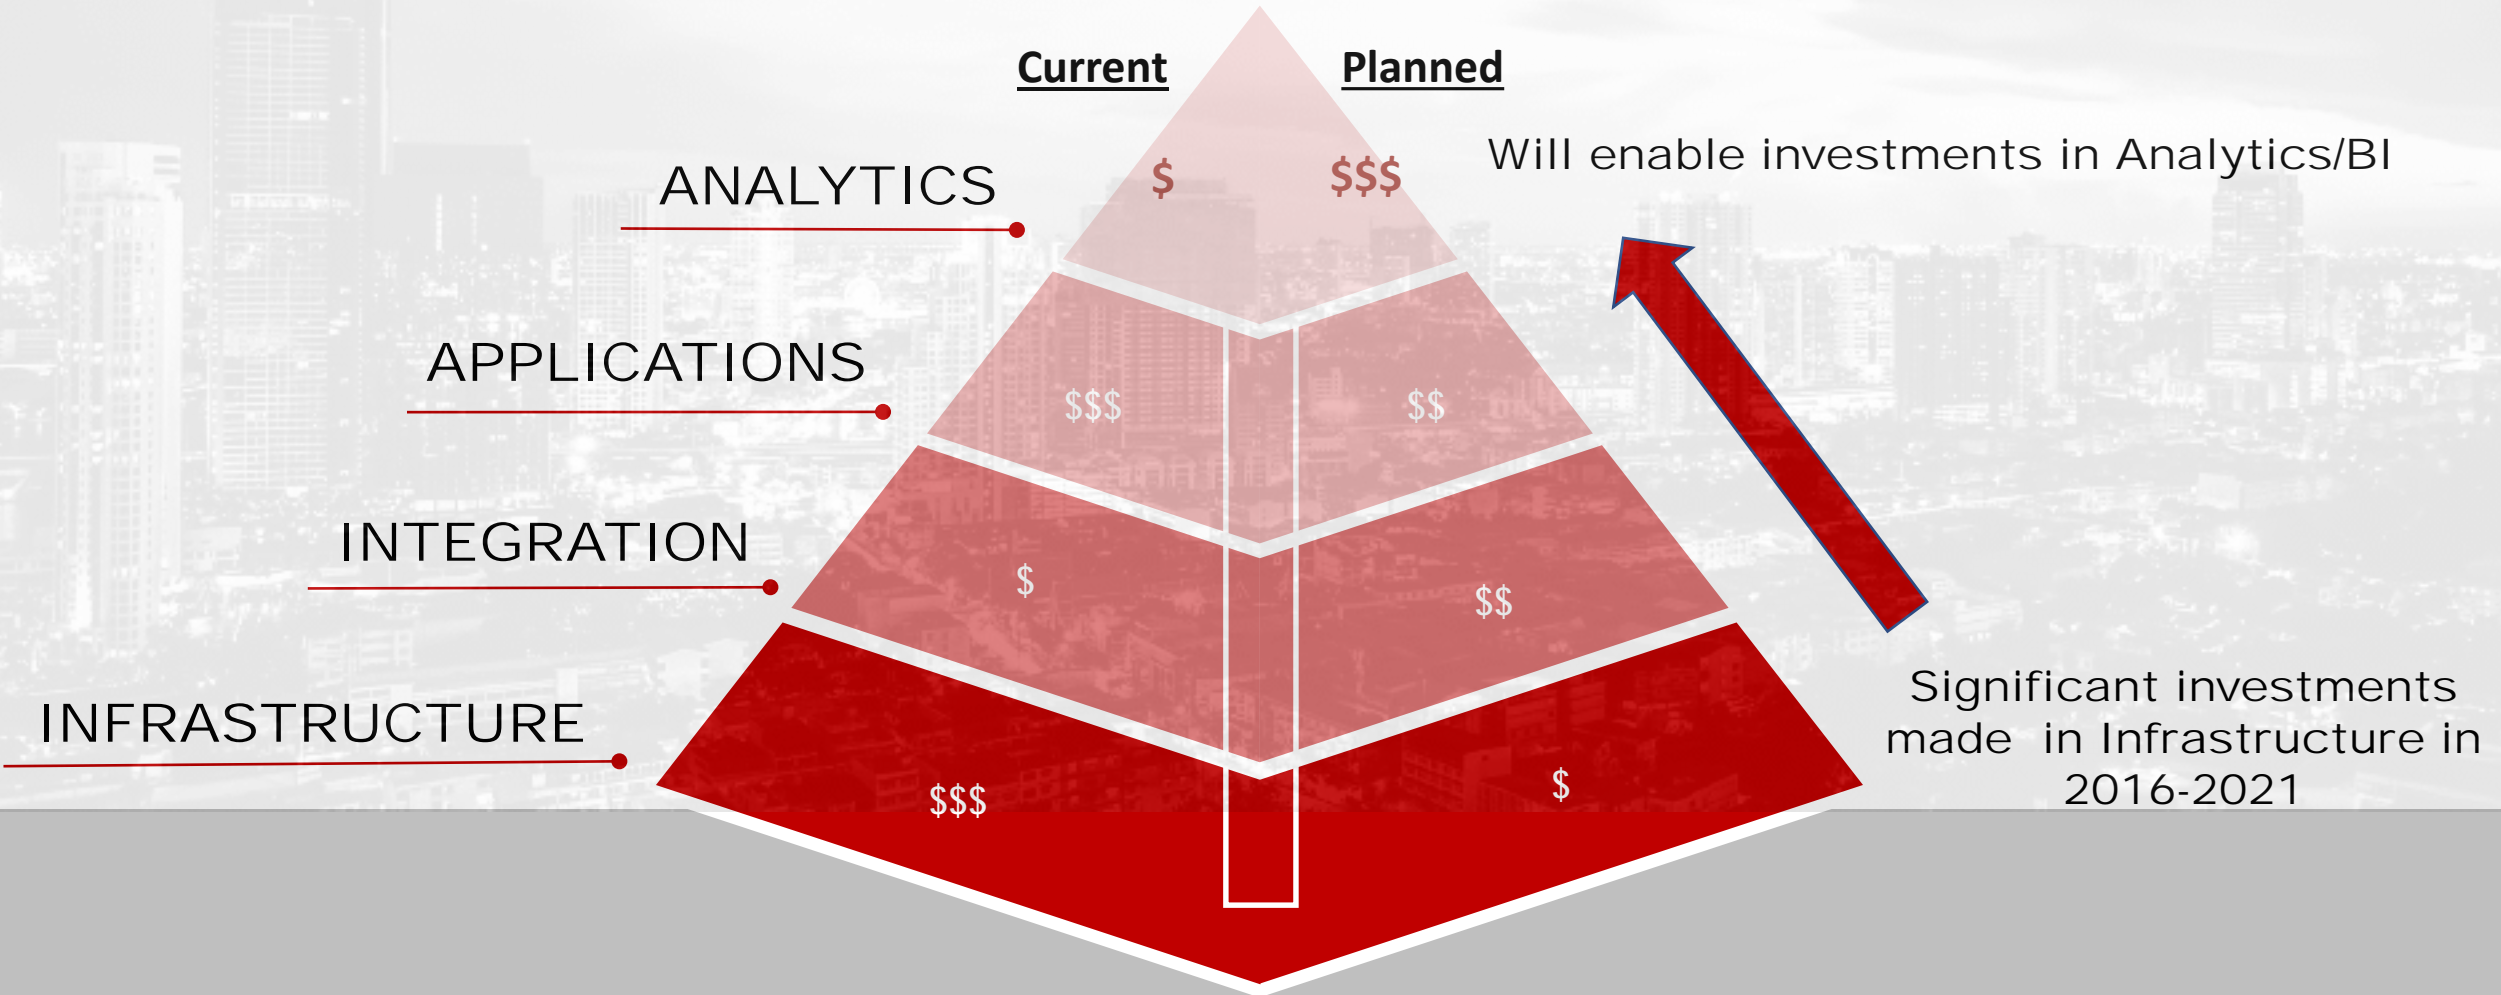 Current
Planned
ANALYTICS
$
$$$
Will enable investments in Analytics/BI
APPLICATIONS
$$$
$$
INTEGRATION
$
$$
INFRASTRUCTURE
$$$
$
Significant investments
made  in Infrastructure in
2016-2021